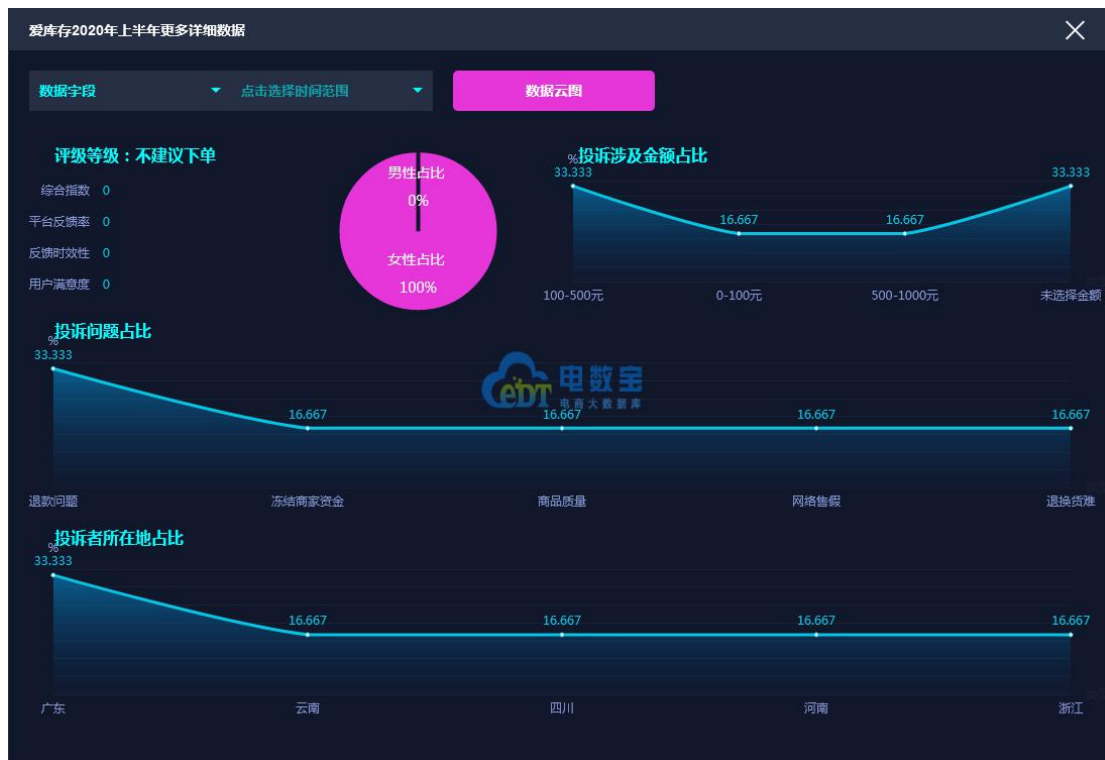 爱库存2020年上半年更多详细数据
数据字段
点击选择时间范围
数据云图
评级等级：不建议下单
综合指数 0
平台反馈率 0
反馈时效性 0
用户满意度 0
男性占比
0%
女性占比
100%
投诉涉及金额占比
%
33.333 16.667 16.667 33.333
100-500元 0-100元 500-1000元 未选择金额
投诉问题占比
%
33.333 16.667 16.667 16.667 16.667
退款问题 冻结商家资金 商品质量 网络售假 退换货难
eDT 电数宝
电商大数据库
投诉者所在地占比
%
33.333 16.667 16.667 16.667 16.667
广东 云南 四川 河南 浙江